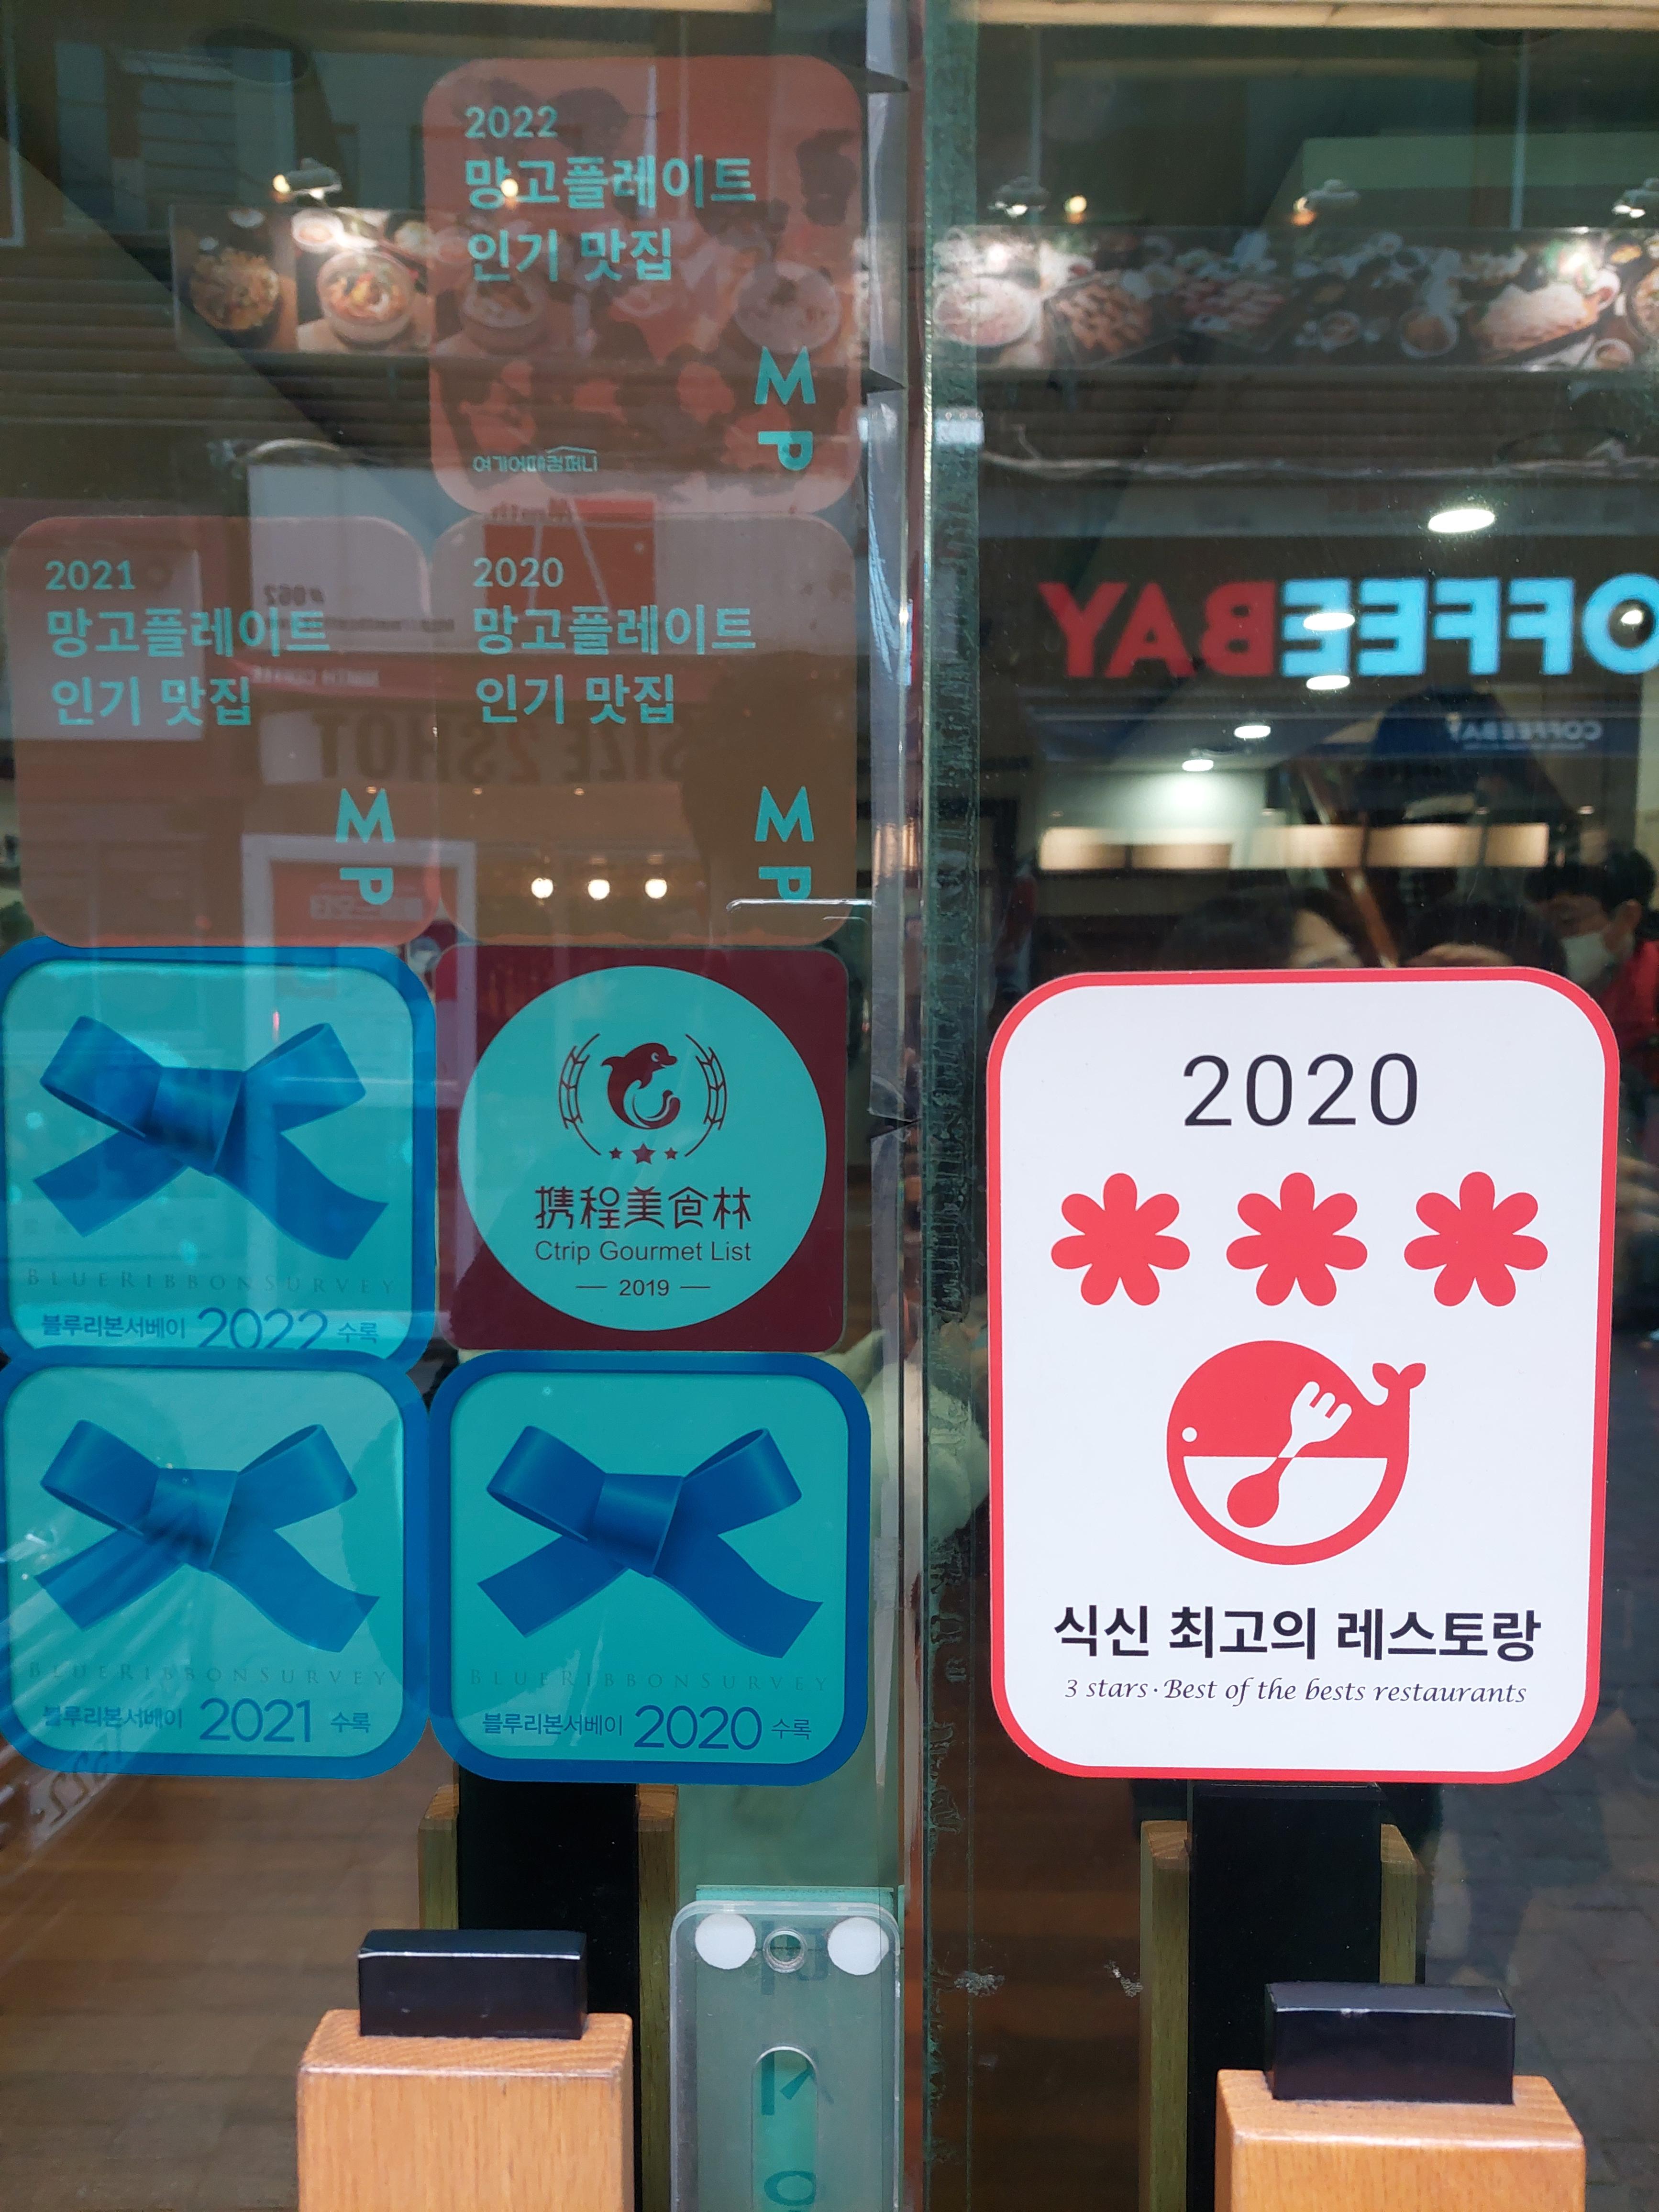 2022
망고플레이트
인기 맛집
MP
여기어때컴퍼니
2021
망고플레이트
인기 맛집
MP
2020
망고플레이트
인기 맛집
MP
#062
SIZE 2SHOT
OFFEEBAY
COFFEEBAY
BLUERIBBONSURVEY
블루리본서베이 2022 수록
携程美食林
Ctrip Gourmet List
2019
BLUERIBBONSURVEY
블루리본서베이 2021 수록
BLUERIBBONSURVEY
블루리본서베이 2020 수록
2020
식신 최고의 레스토랑
3 stars·Best of the bests restaurants